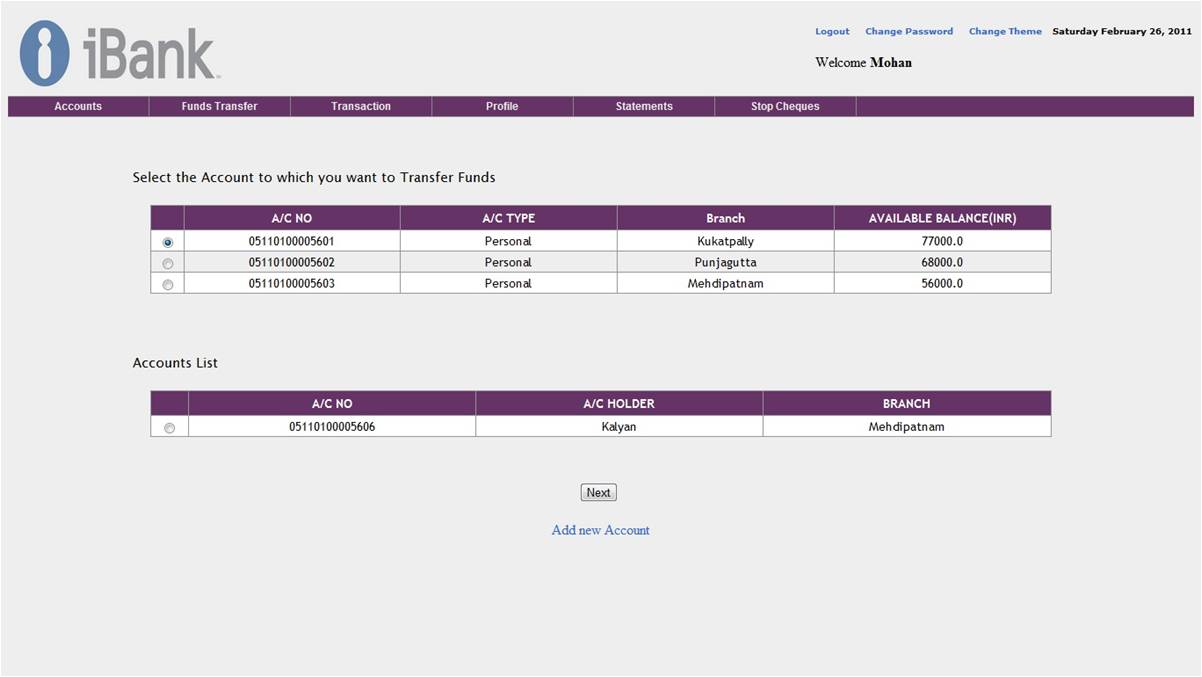 iBank
Logout Change Password Change Theme Saturday February 26, 2011
Welcome Mohan
Accounts Funds Transfer Transaction Profile Statements Stop Cheques
Select the Account to which you want to Transfer Funds
A/C NO A/C TYPE Branch AVAILABLE BALANCE(INR)
05110100005601 Personal Kukatpally 77000.0
05110100005602 Personal Punjagutta 68000.0
05110100005603 Personal Mehdipatnam 56000.0
Accounts List
A/C NO A/C HOLDER BRANCH
05110100005606 Kalyan Mehdipatnam
Next
Add new Account